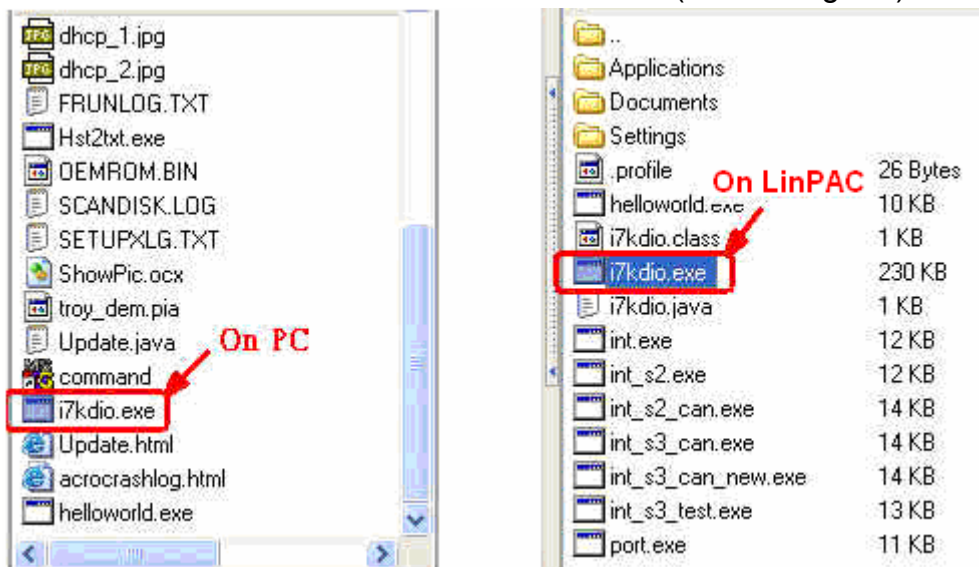 dhcp_1.jpg
dhcp_2.jpg
FRUNLOG.TXT
Hst2txt.exe
OEMROM.BIN
SCANDISK.LOG
SETUPXLG.TXT
ShowPic.ocx
troy_dem.pia
Update.java
On PC
command
i7kdio.exe
Update.html
acrocrashlog.html
helloworld.exe
..
Applications
Documents
Settings
.profile 26 Bytes
On LinPAC
helloworld.exe 10 KB
i7kdio.class 1 KB
i7kdio.exe 230 KB
i7kdio.java 1 KB
int.exe 12 KB
int_s2.exe 12 KB
int_s2_can.exe 14 KB
int_s3_can.exe 14 KB
int_s3_can_new.exe 14 KB
int_s3_test.exe 13 KB
port.exe 11 KB